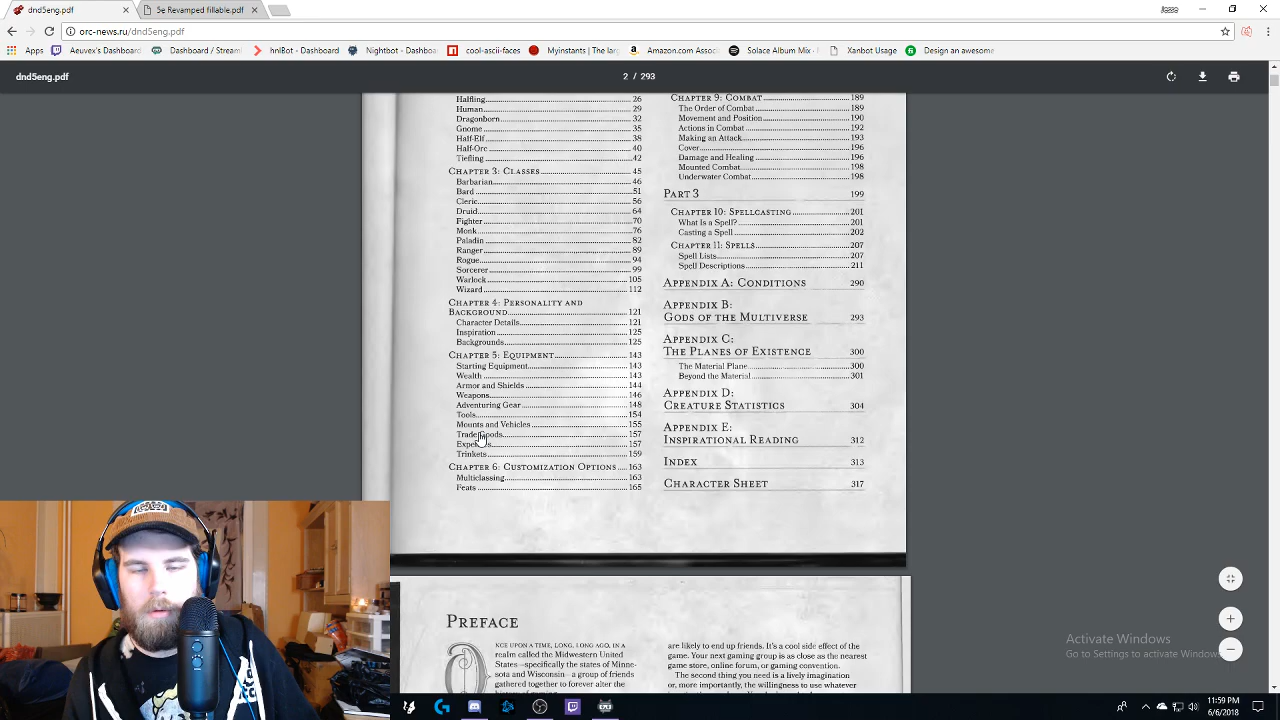 dnd5eng.pdf
5e Revamped fillable.pdf
orc-news.ru/dnd5eng.pdf
Apps
Aeuvex's Dashboard
Dashboard / Stream
hniBot - Dashboard
Nightbot - Dashboa
cool-ascii-faces
MyInstants | The larg
Amazon.com Assoc
Solace Album Mix -
Xanbot Usage
Design an awesome
dnd5eng.pdf
2 / 293
Halfling 26
Human 29
Dragonborn 32
Gnome 35
Half-Elf 38
Half-Orc 40
Tiefling 42
Chapter 3: Classes 45
Barbarian 46
Bard 51
Cleric 56
Druid 64
Fighter 70
Monk 76
Paladin 82
Ranger 89
Rogue 94
Sorcerer 99
Warlock 105
Wizard 112
Chapter 4: Personality and
Background 121
Character Details 121
Inspiration 125
Backgrounds 125
Chapter 5: Equipment 143
Starting Equipment 143
Wealth 143
Armor and Shields 144
Weapons 146
Adventuring Gear 148
Tools 154
Mounts and Vehicles 155
Trade Goods 157
157
Trinkets 159
Chapter 6: Customization Options 163
Multiclassing 163
Feats 165
Chapter 9: Combat 189
The Order of Combat 189
Movement and Position 190
Actions in Combat 192
Making an Attack 193
Cover 196
Damage and Healing 196
Mounted Combat 198
Underwater Combat 198
Part 3 199
Chapter 10: Spellcasting 201
What Is a Spell? 201
Casting a Spell 202
Chapter 11: Spells 207
Spell Lists 207
Spell Descriptions 211
Appendix A: Conditions 290
Appendix B:
Gods of the Multiverse 293
Appendix C:
The Planes of Existence 300
The Material Plane 300
Beyond the Material 301
Appendix D:
Creature Statistics 304
Appendix E:
Inspirational Reading 312
Index 313
Character Sheet 317
Preface
Once upon a time, long, long ago, in a
realm called the Midwestern United
States—specifically the states of Minne-
sota and Wisconsin—a group of friends
gathered together to forever alter the
are likely to end up friends. It's a cool side effect of the
game. Your next gaming group is as close as the nearest
game store, online forum, or gaming convention.
The second thing you need is a lively imagination
or, more importantly, the willingness to use whatever
Activate Windows
Go to Settings to activate Window
11:59 PM
6/6/2018